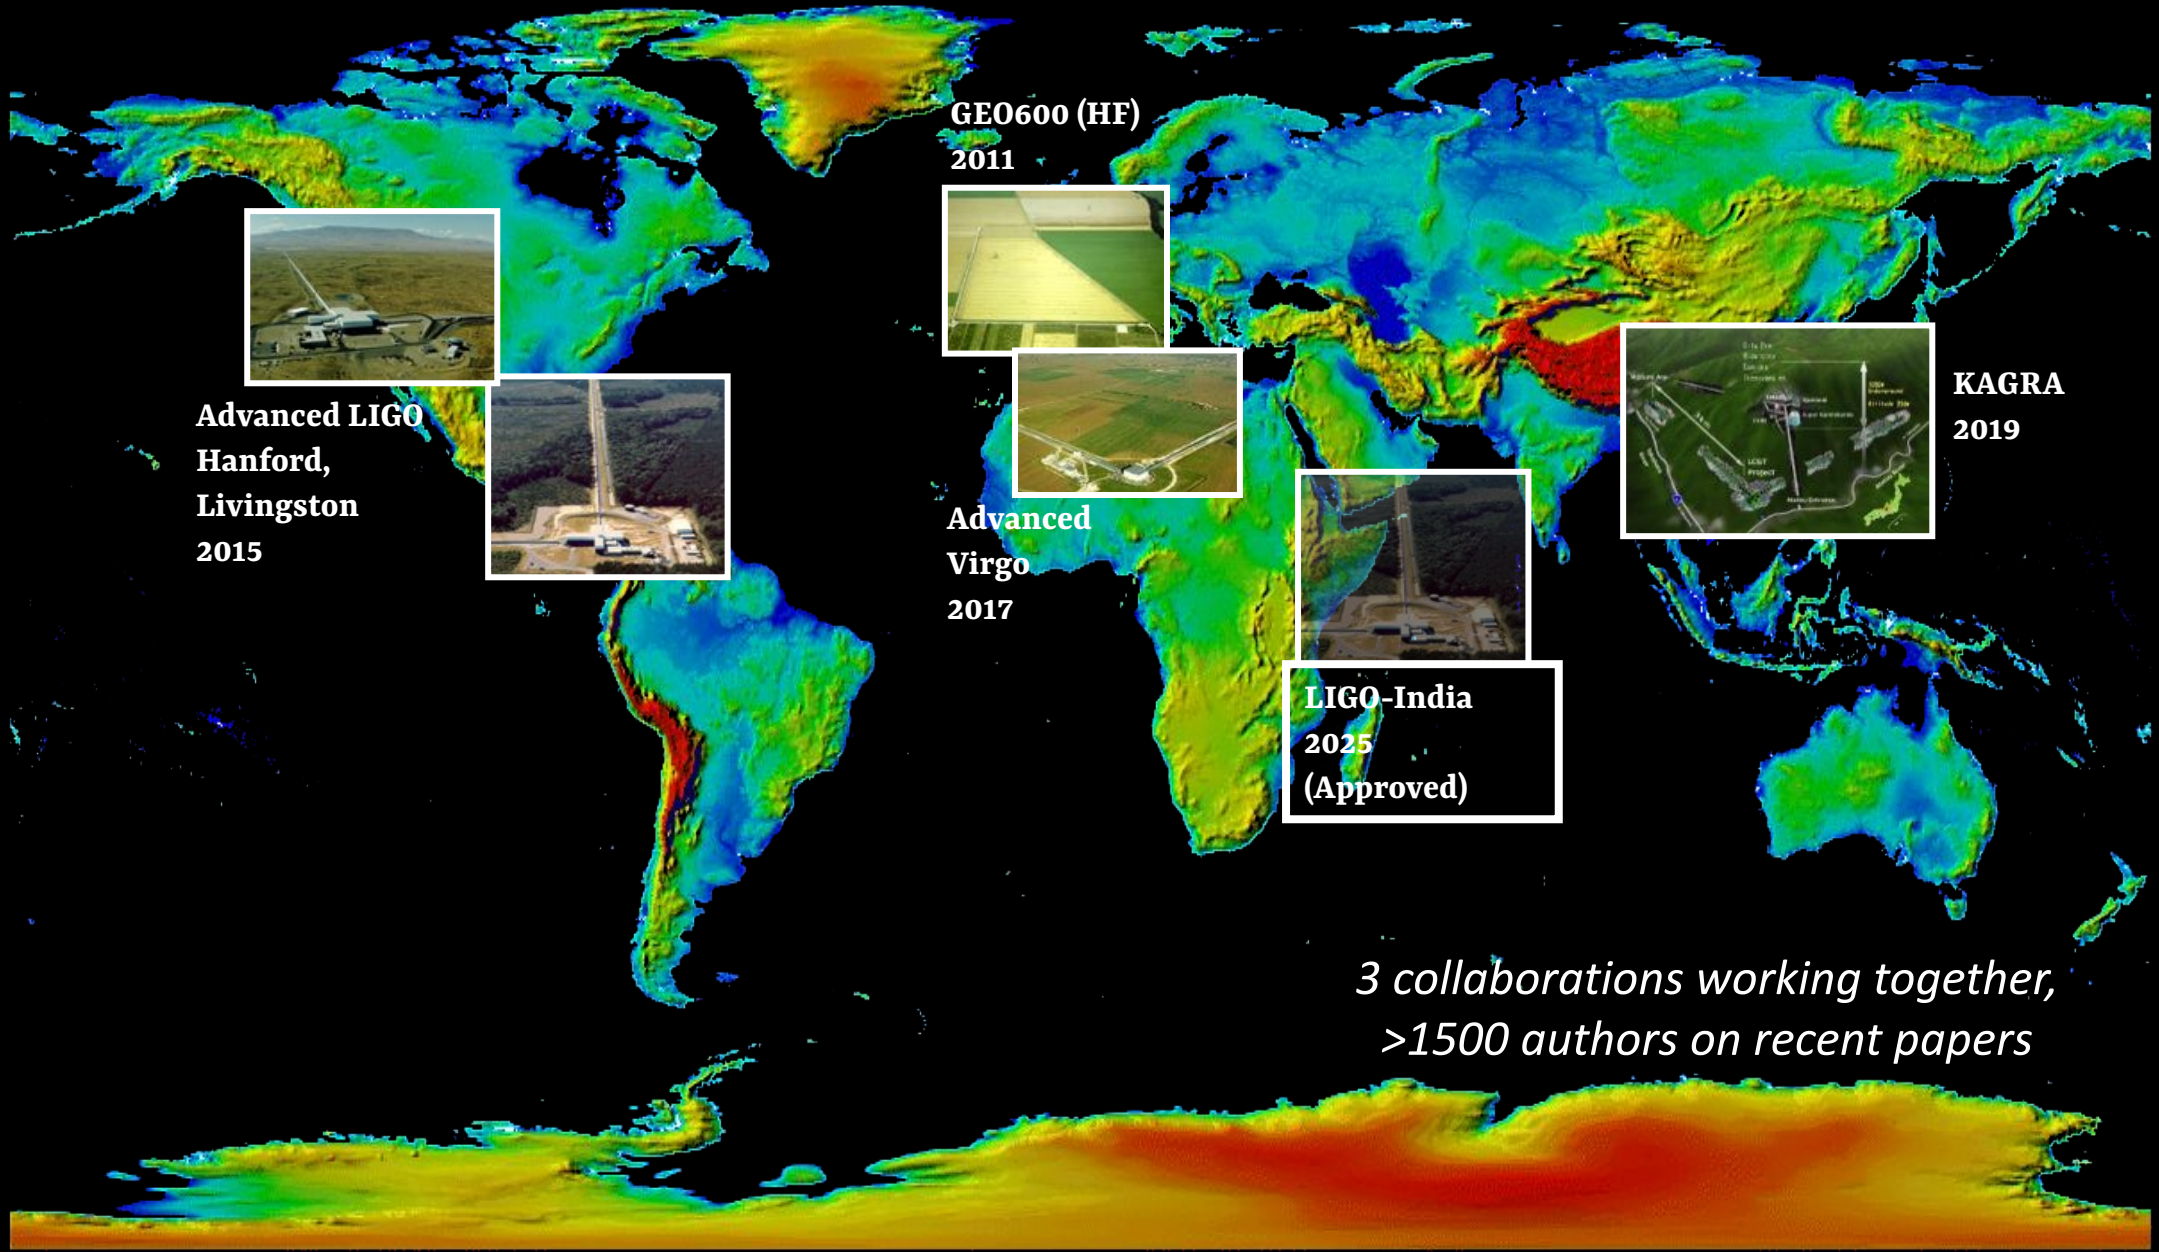 GEO600 (HF)
2011
Advanced LIGO
Hanford,
Livingston
2015
Advanced
Virgo
2017
KAGRA
2019
LIGO-India
2025
(Approved)
3 collaborations working together,
>1500 authors on recent papers